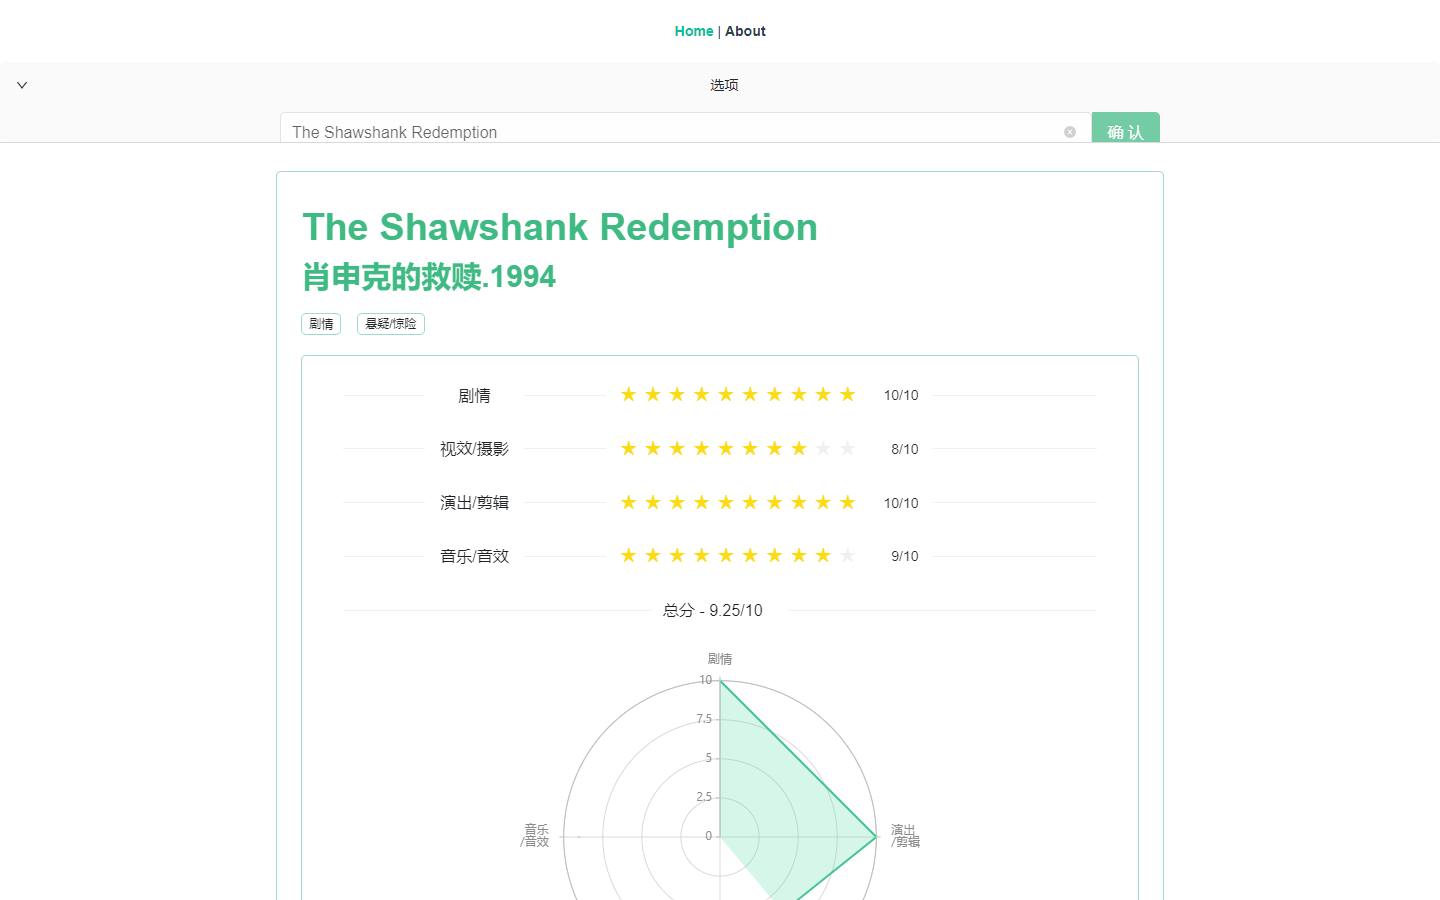 Home | About
选项
The Shawshank Redemption
确认
The Shawshank Redemption
肖申克的救赎.1994
剧情
悬疑/惊险
剧情 10/10
视效/摄影 8/10
演出/剪辑 10/10
音乐/音效 9/10
总分 - 9.25/10
剧情
10
7.5
5
2.5
0
音乐
/音效
演出
/剪辑